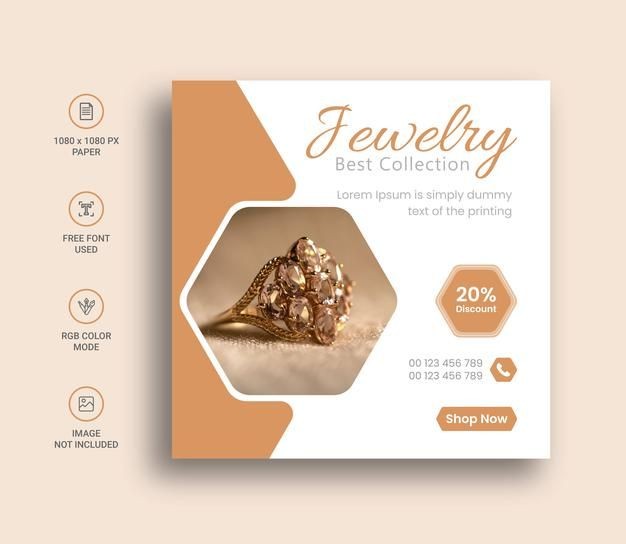 1080 x 1080 PX
PAPER
FREE FONT
USED
RGB COLOR
MODE
IMAGE
NOT INCLUDED
Jewelry
Best Collection
Lorem Ipsum is simply dummy
text of the printing
20%
Discount
00 123 456 789
00 123 456 789
Shop Now